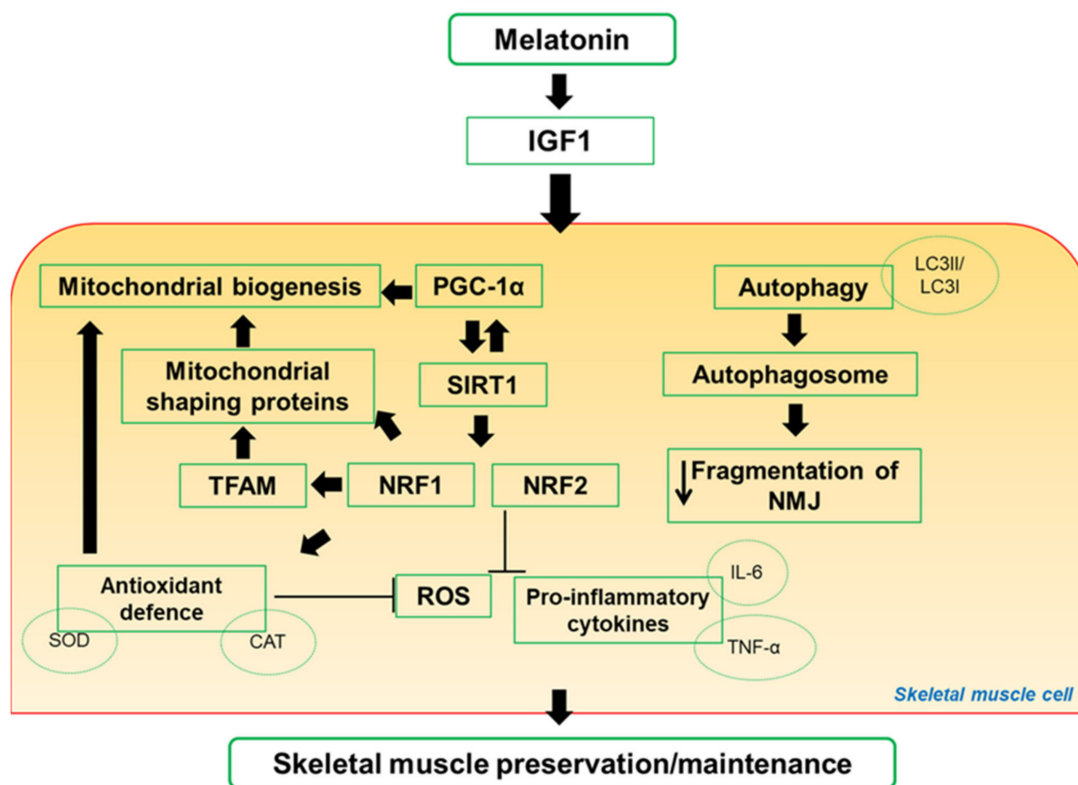 Melatonin
IGF1
Mitochondrial biogenesis
PGC-1α
Autophagy
LC3II/
LC3I
Mitochondrial
shaping proteins
SIRT1
Autophagosome
TFAM
NRF1
NRF2
Fragmentation of
NMJ
Antioxidant
defence
SOD
CAT
ROS
Pro-inflammatory
cytokines
IL-6
TNF-α
Skeletal muscle cell
Skeletal muscle preservation/maintenance